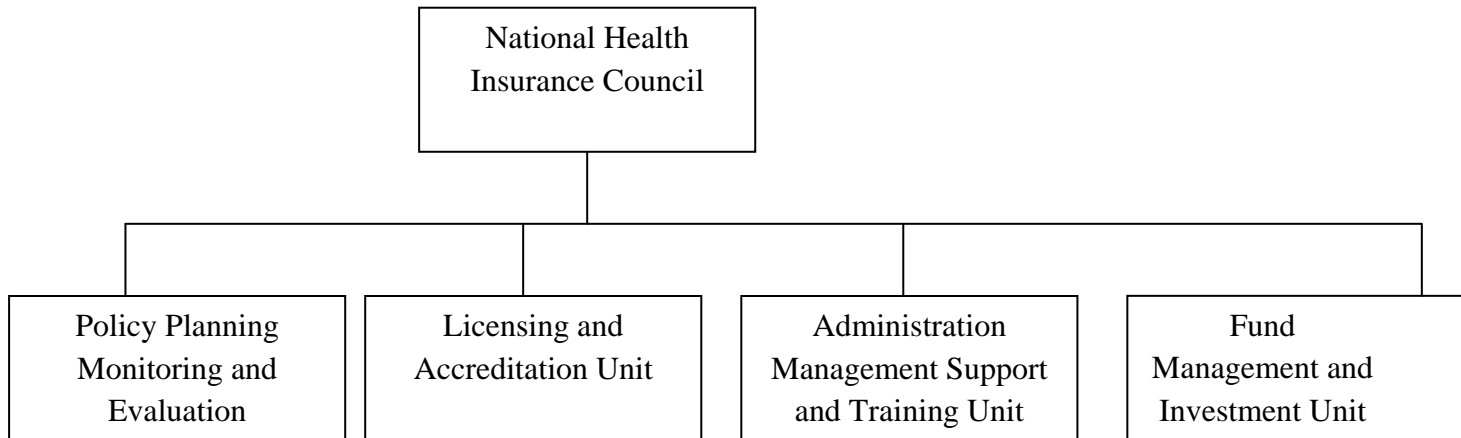 National Health
Insurance Council
Policy Planning
Monitoring and
Evaluation
Licensing and
Accreditation Unit
Administration
Management Support
and Training Unit
Fund
Management and
Investment Unit